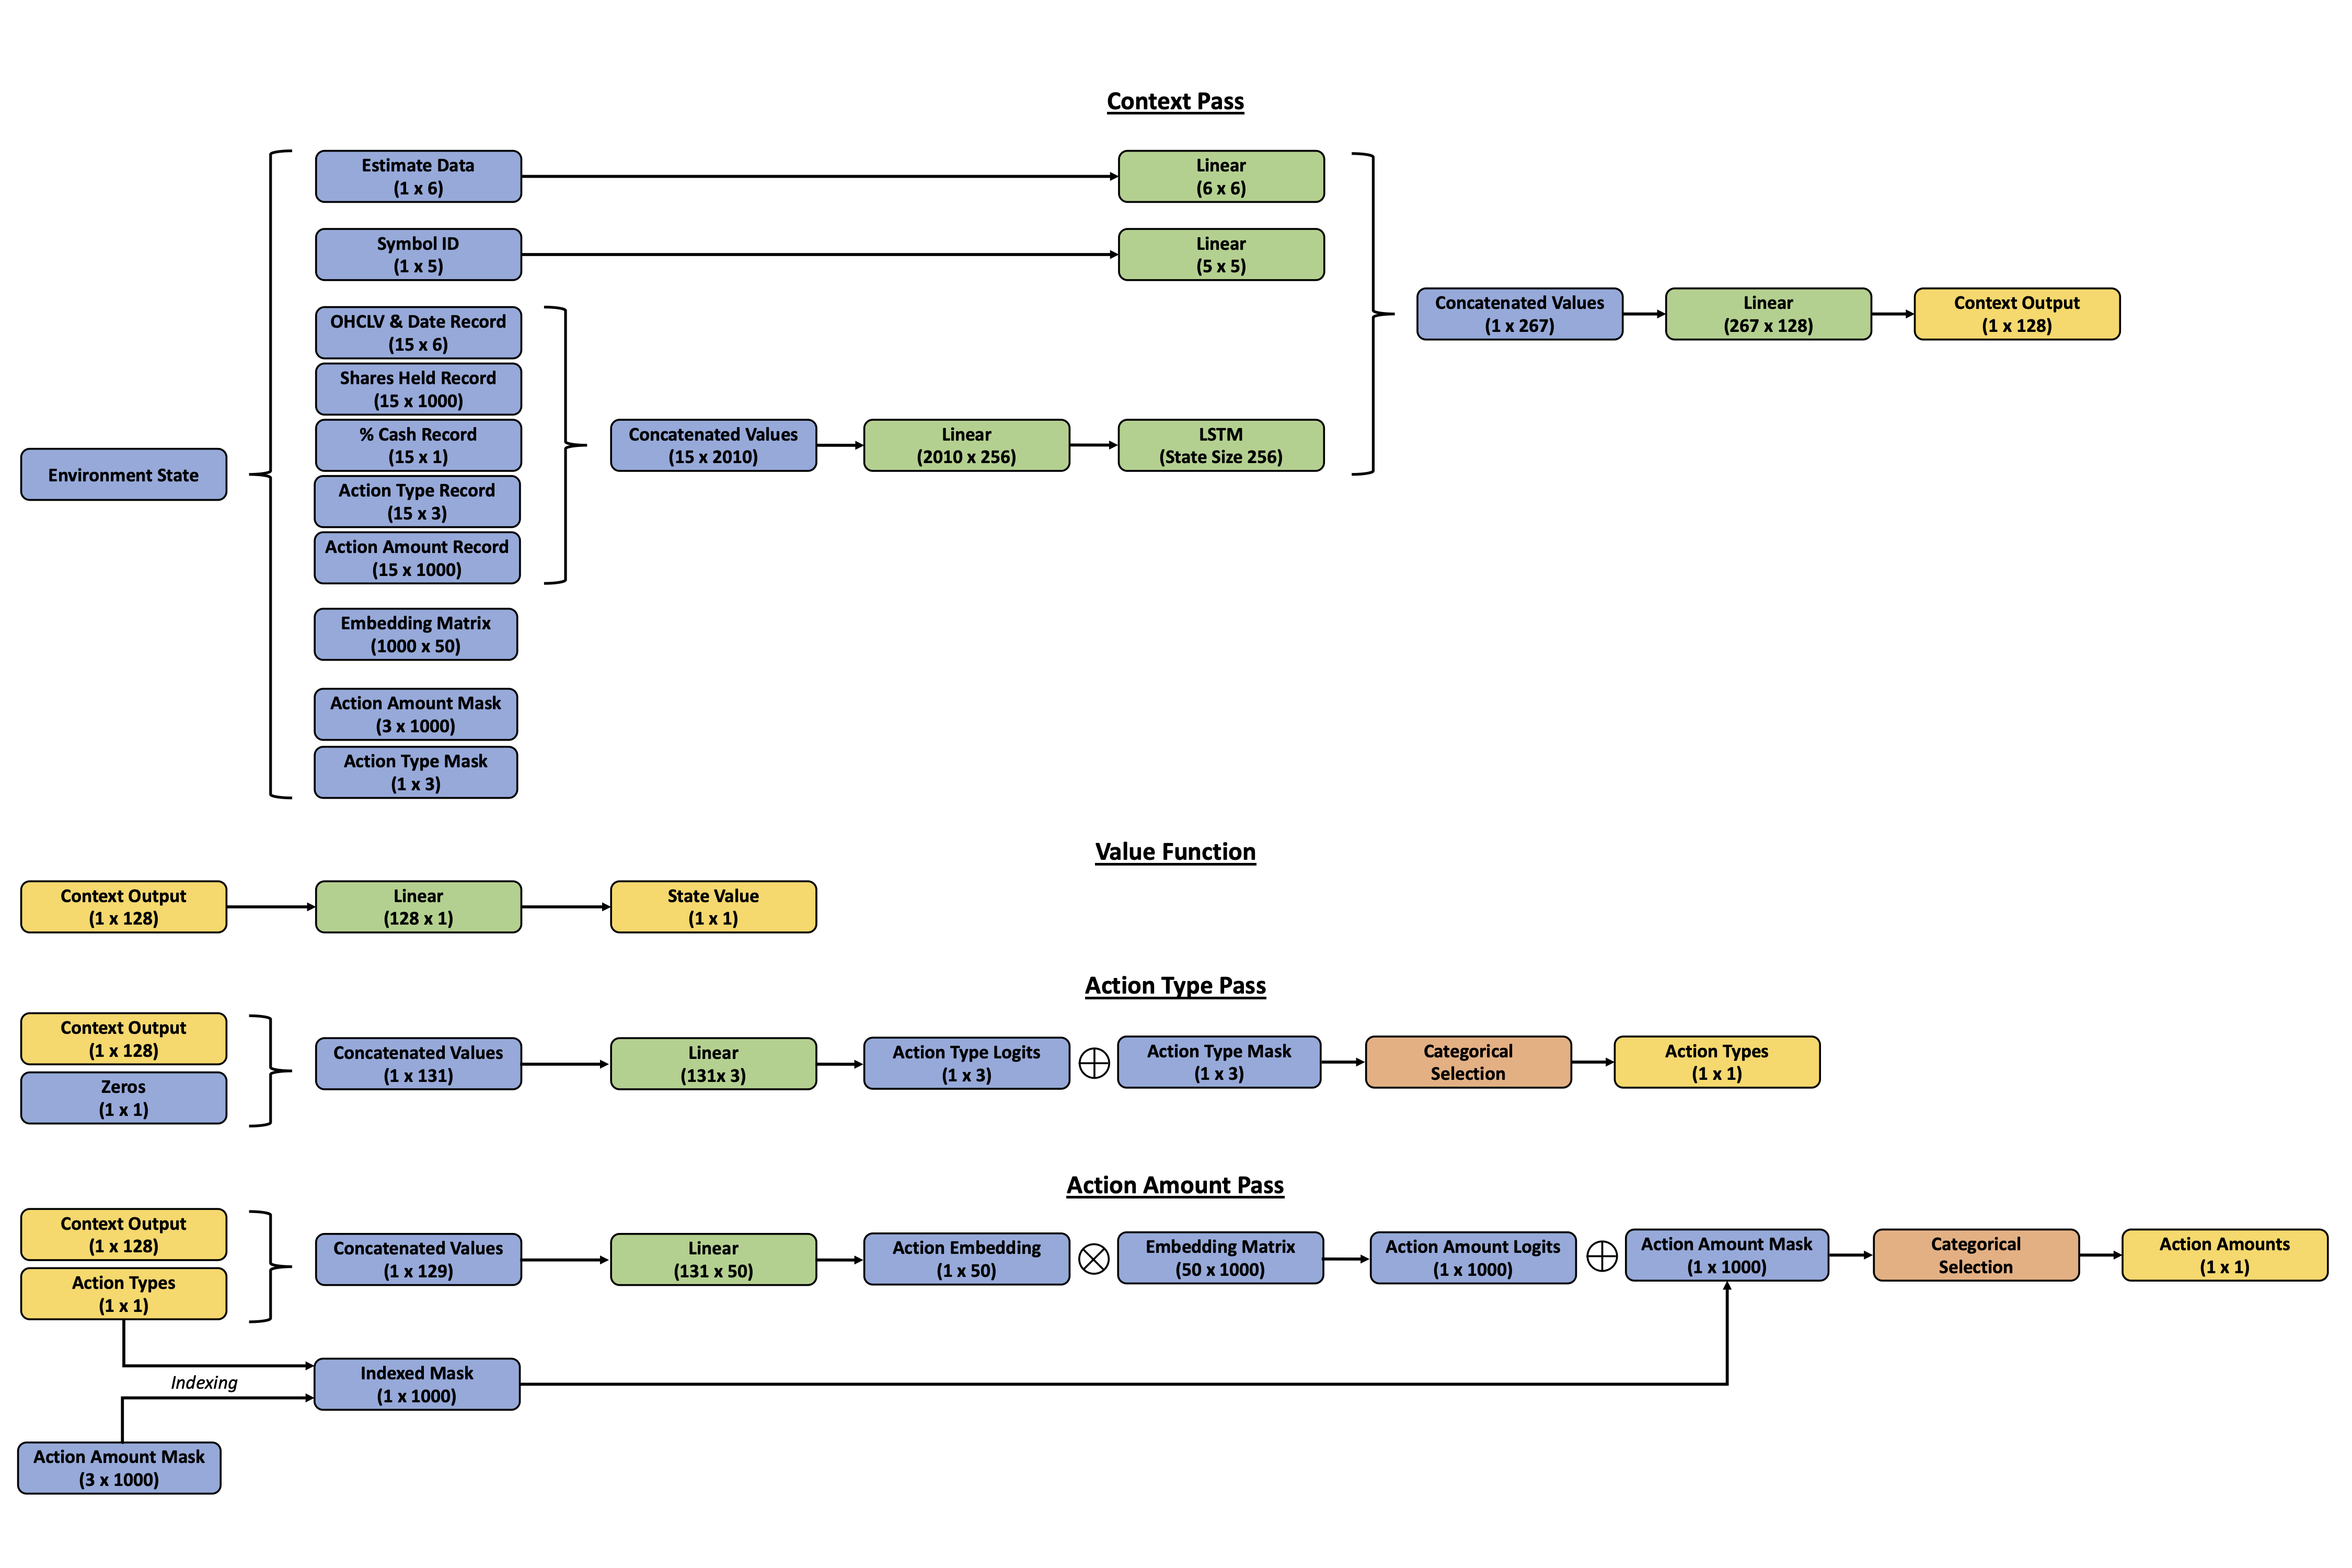 Context Pass
Environment State
Estimate Data
(1 x 6)
Linear
(6 x 6)
Symbol ID
(1 x 5)
Linear
(5 x 5)
OHCLV & Date Record
(15 x 6)
Shares Held Record
(15 x 1000)
% Cash Record
(15 x 1)
Action Type Record
(15 x 3)
Action Amount Record
(15 x 1000)
Concatenated Values
(15 x 2010)
Linear
(2010 x 256)
LSTM
(State Size 256)
Concatenated Values
(1 x 267)
Linear
(267 x 128)
Context Output
(1 x 128)
Embedding Matrix
(1000 x 50)
Action Amount Mask
(3 x 1000)
Action Type Mask
(1 x 3)
Value Function
Context Output
(1 x 128)
Linear
(128 x 1)
State Value
(1 x 1)
Action Type Pass
Context Output
(1 x 128)
Zeros
(1 x 1)
Concatenated Values
(1 x 131)
Linear
(131x 3)
Action Type Logits
(1 x 3)
Action Type Mask
(1 x 3)
Categorical
Selection
Action Types
(1 x 1)
Action Amount Pass
Context Output
(1 x 128)
Action Types
(1 x 1)
Concatenated Values
(1 x 129)
Linear
(131 x 50)
Action Embedding
(1 x 50)
Embedding Matrix
(50 x 1000)
Action Amount Logits
(1 x 1000)
Action Amount Mask
(1 x 1000)
Categorical
Selection
Action Amounts
(1 x 1)
Indexing
Indexed Mask
(1 x 1000)
Action Amount Mask
(3 x 1000)